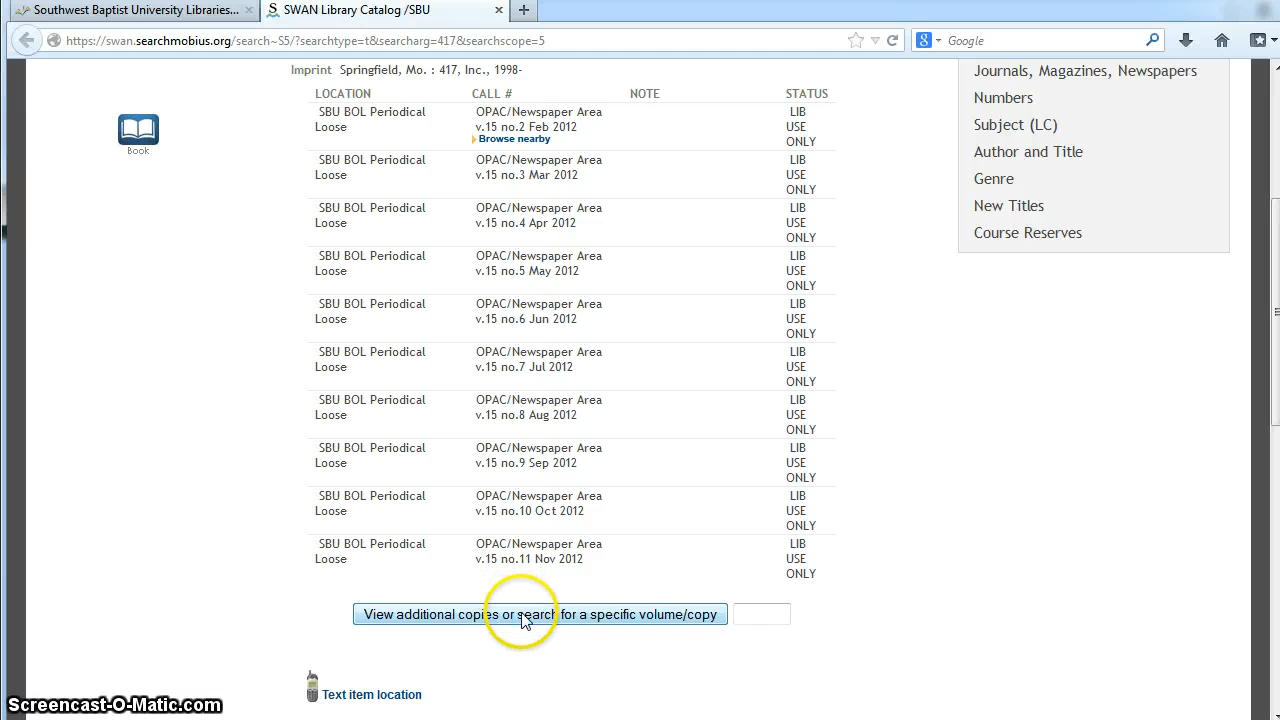 Southwest Baptist University Libraries...
SWAN Library Catalog /SBU
https://swan.searchmobius.org/search~S5/?searchtype=t&searcharg=417&searchscope=5
Google
Imprint Springfield, Mo. : 417, Inc., 1998-
LOCATION CALL # NOTE STATUS
SBU BOL Periodical OPAC/Newspaper Area LIB
Loose v.15 no.2 Feb 2012 USE
Browse nearby ONLY
SBU BOL Periodical OPAC/Newspaper Area LIB
Loose v.15 no.3 Mar 2012 USE
ONLY
SBU BOL Periodical OPAC/Newspaper Area LIB
Loose v.15 no.4 Apr 2012 USE
ONLY
SBU BOL Periodical OPAC/Newspaper Area LIB
Loose v.15 no.5 May 2012 USE
ONLY
SBU BOL Periodical OPAC/Newspaper Area LIB
Loose v.15 no.6 Jun 2012 USE
ONLY
SBU BOL Periodical OPAC/Newspaper Area LIB
Loose v.15 no.7 Jul 2012 USE
ONLY
SBU BOL Periodical OPAC/Newspaper Area LIB
Loose v.15 no.8 Aug 2012 USE
ONLY
SBU BOL Periodical OPAC/Newspaper Area LIB
Loose v.15 no.9 Sep 2012 USE
ONLY
SBU BOL Periodical OPAC/Newspaper Area LIB
Loose v.15 no.10 Oct 2012 USE
ONLY
SBU BOL Periodical OPAC/Newspaper Area LIB
Loose v.15 no.11 Nov 2012 USE
ONLY
View additional copies or search for a specific volume/copy
Text item location
Book
Journals, Magazines, Newspapers
Numbers
Subject (LC)
Author and Title
Genre
New Titles
Course Reserves
Screencast-O-Matic.com